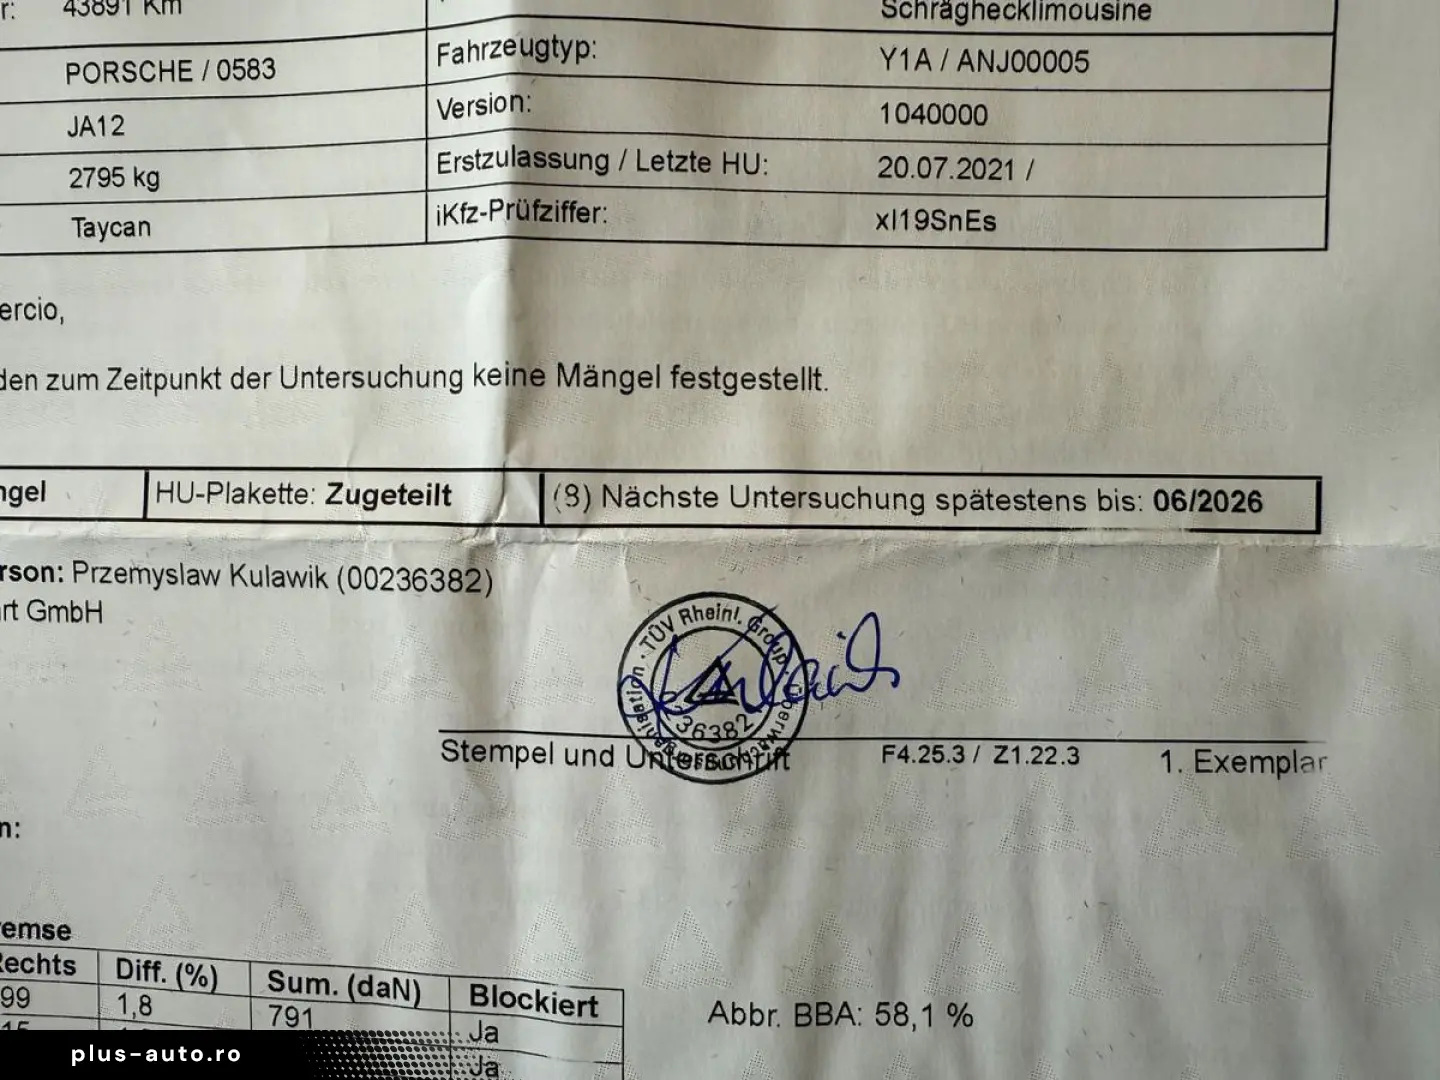 r: 43891 Km
Schräghecklimousine
PORSCHE / 0583
Fahrzeugtyp: Y1A / ANJ00005
JA12
Version: 1040000
2795 kg
Erstzulassung / Letzte HU: 20.07.2021 /
Taycan
iKfz-Prüfziffer: xI19SnEs
ercio,
den zum Zeitpunkt der Untersuchung keine Mängel festgestellt.
ngel HU-Plakette: Zugeteilt (8) Nächste Untersuchung spätestens bis: 06/2026
rson: Przemyslaw Kulawik (00236382)
rt GmbH
TÜV Rheinl. Group
36382
Stempel und Unterschrift F4.25.3 / Z1.22.3 1. Exemplar
n:
emse
Rechts Diff. (%) Sum. (daN) Blockiert
99 1,8 791 Ja
Ja
Abbr. BBA: 58,1 %
plus-auto.ro